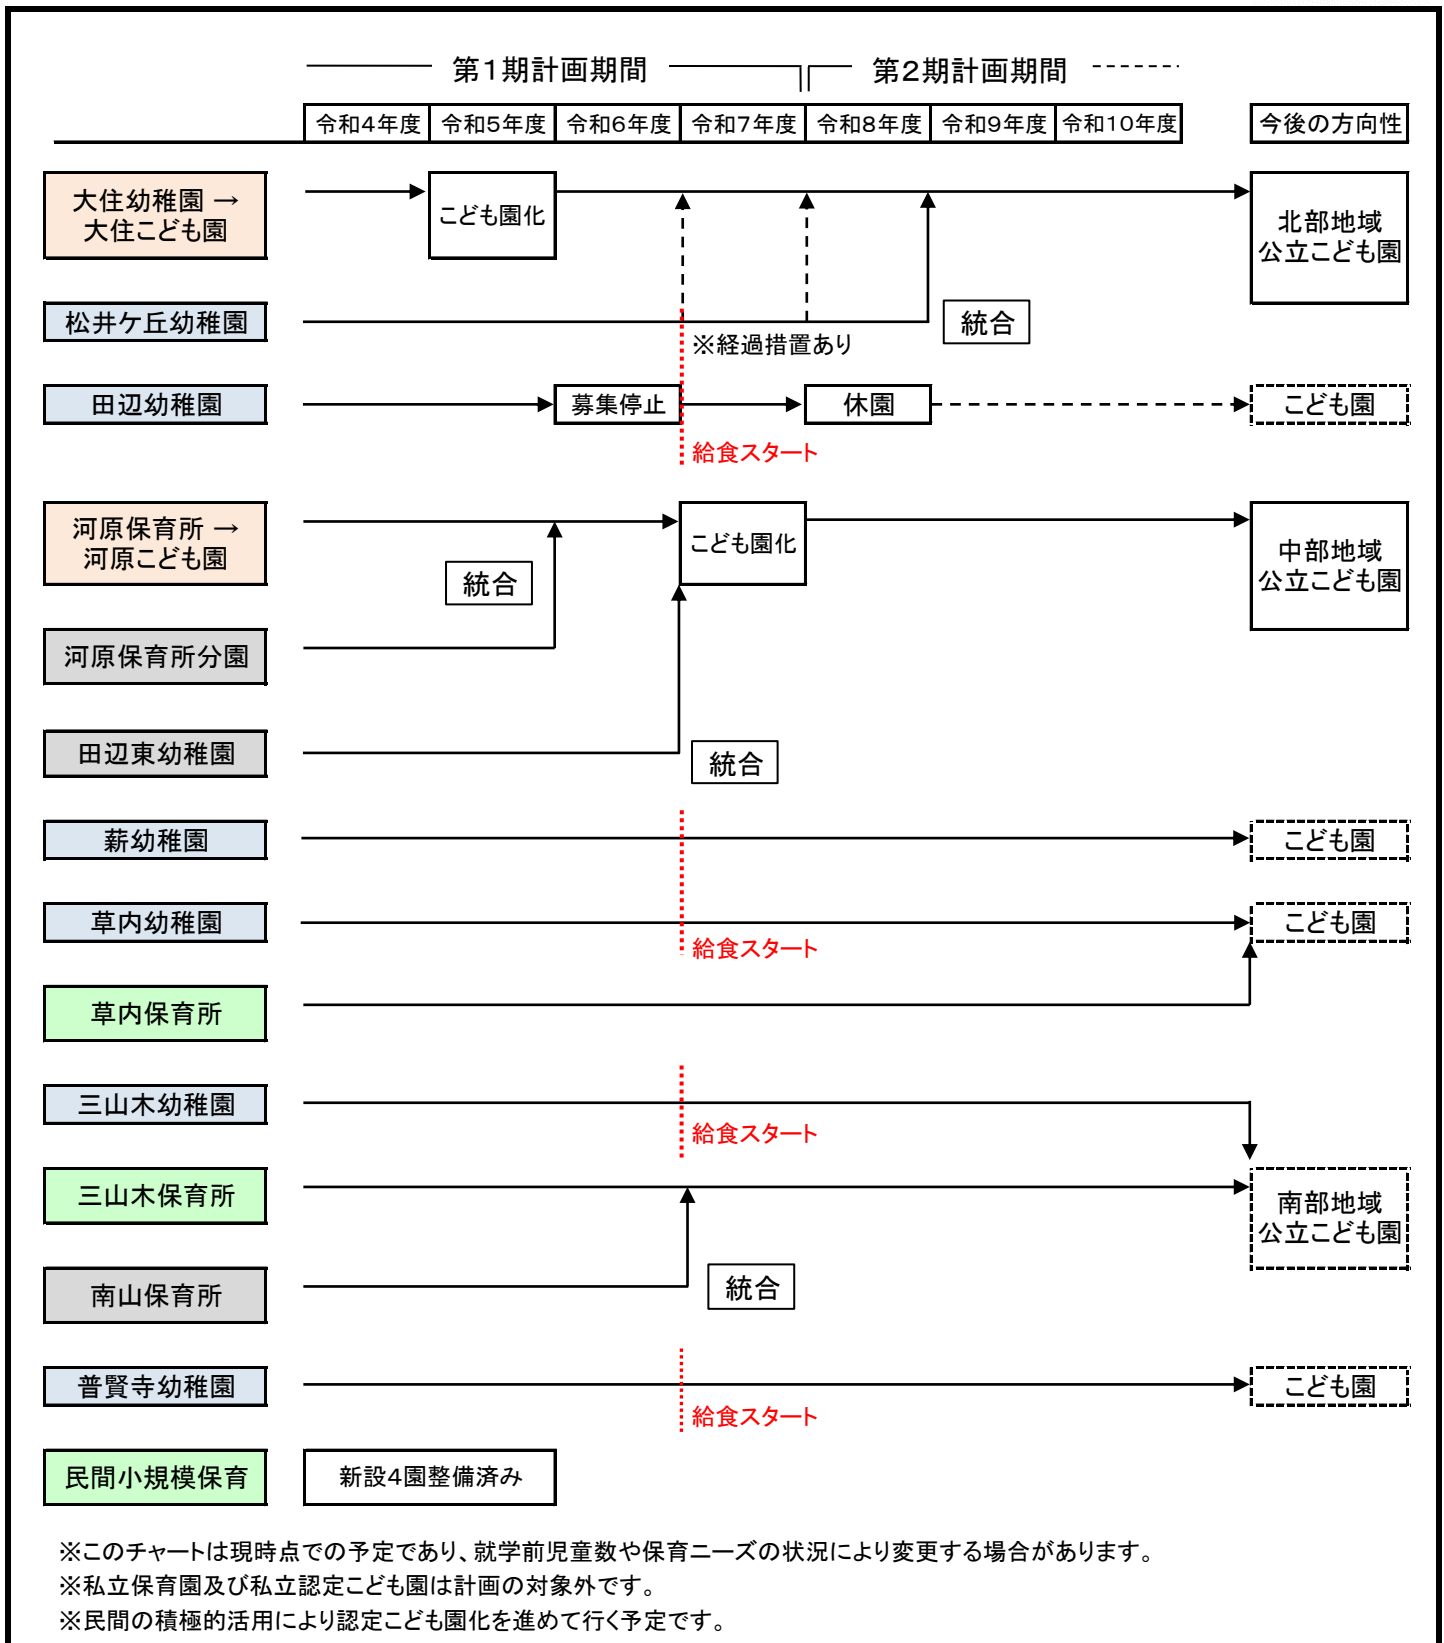 第1期計画期間
第2期計画期間
令和4年度
令和5年度
令和6年度
令和7年度
令和8年度
令和9年度
令和10年度
今後の方向性
大住幼稚園 →
大住こども園
こども園化
北部地域
公立こども園
松井ケ丘幼稚園
統合
※経過措置あり
田辺幼稚園
募集停止
休園
こども園
給食スタート
河原保育所 →
河原こども園
こども園化
中部地域
公立こども園
統合
河原保育所分園
田辺東幼稚園
統合
薪幼稚園
こども園
草内幼稚園
こども園
給食スタート
草内保育所
三山木幼稚園
給食スタート
三山木保育所
南部地域
公立こども園
南山保育所
統合
普賢寺幼稚園
こども園
給食スタート
民間小規模保育
新設4園整備済み
※このチャートは現時点での予定であり、就学前児童数や保育ニーズの状況により変更する場合があります。
※私立保育園及び私立認定こども園は計画の対象外です。
※民間の積極的活用により認定こども園化を進めて行く予定です。